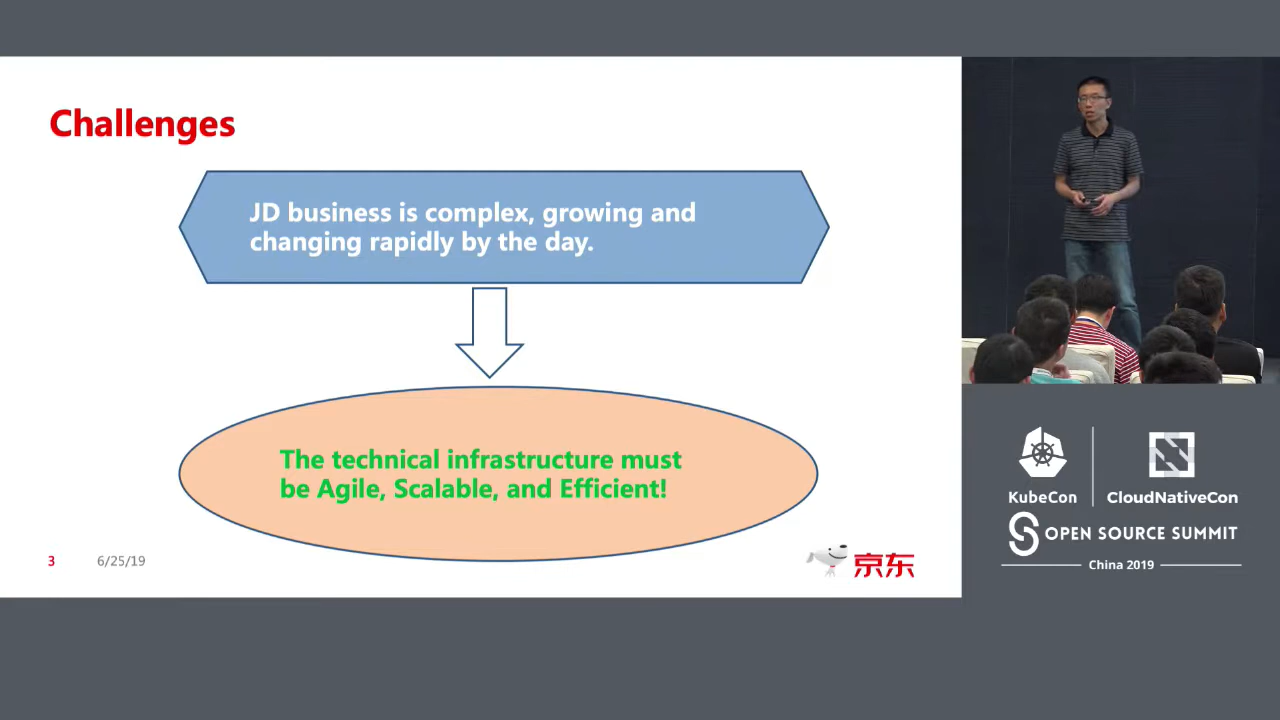 Challenges
JD business is complex, growing and
changing rapidly by the day.
The technical infrastructure must
be Agile, Scalable, and Efficient!
3
6/25/19
京东
KubeCon
CloudNativeCon
OPEN SOURCE SUMMIT
China 2019